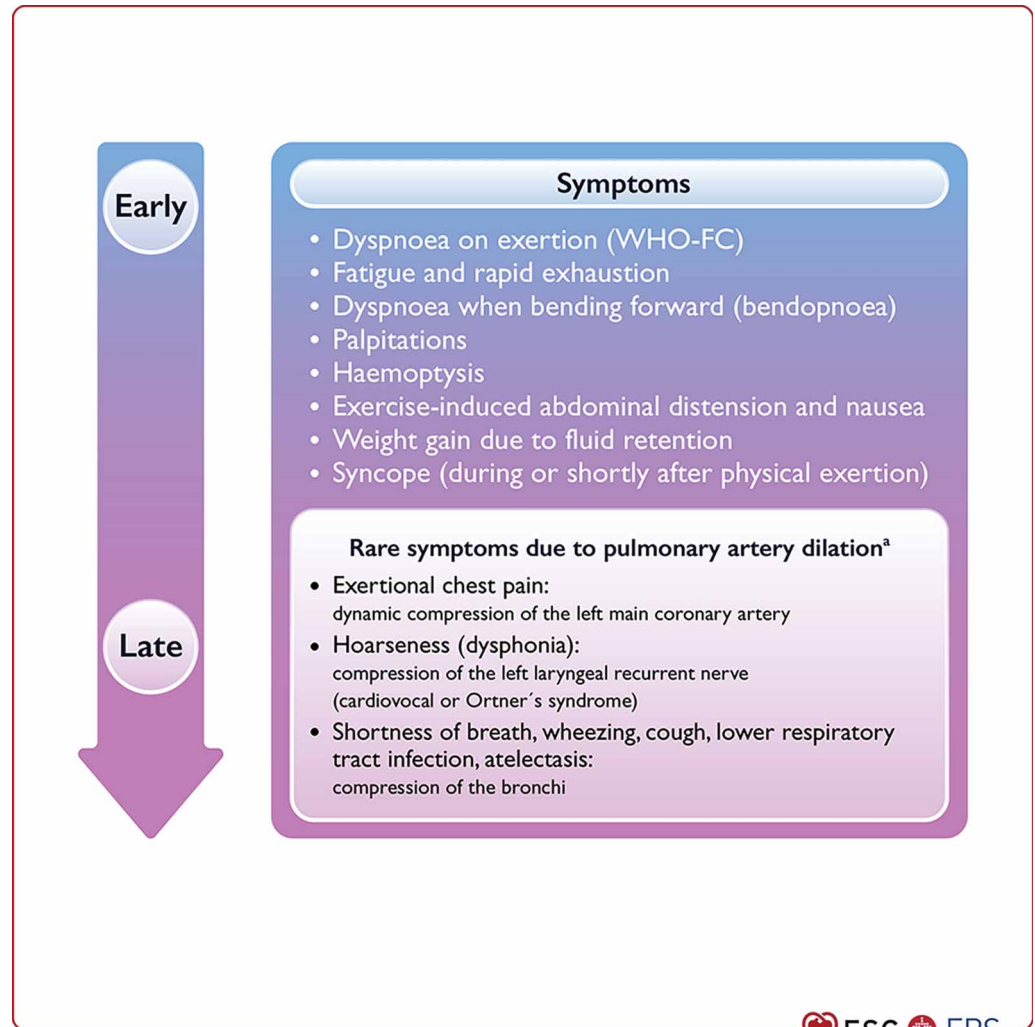 Early
Symptoms
• Dyspnoea on exertion (WHO-FC)
• Fatigue and rapid exhaustion
• Dyspnoea when bending forward (bendopnoea)
• Palpitations
• Haemoptysis
• Exercise-induced abdominal distension and nausea
• Weight gain due to fluid retention
• Syncope (during or shortly after physical exertion)
Rare symptoms due to pulmonary artery dilationᵃ
• Exertional chest pain:
dynamic compression of the left main coronary artery
Late
• Hoarseness (dysphonia):
compression of the left laryngeal recurrent nerve
(cardiovocal or Ortner´s syndrome)
• Shortness of breath, wheezing, cough, lower respiratory
tract infection, atelectasis:
compression of the bronchi
ESC ERS